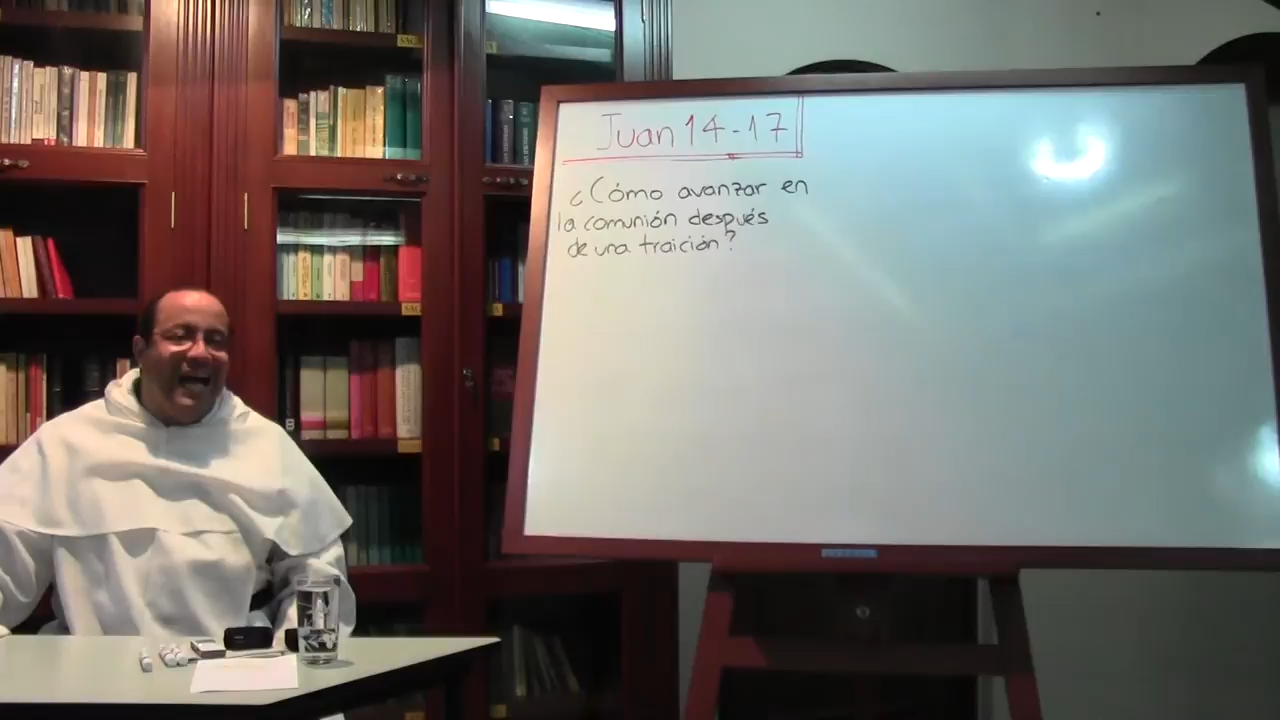 Juan 14-17
¿Cómo avanzar en
la comunión después
de una traición?